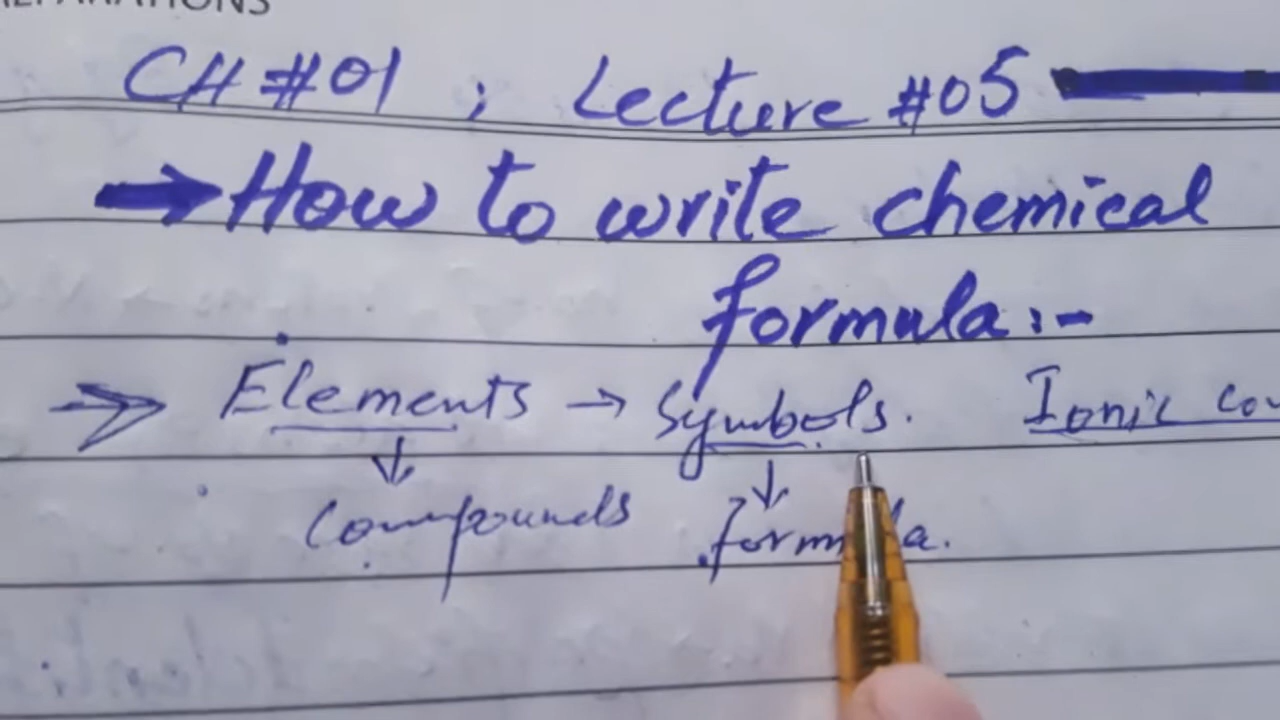 CH #01 ; Lecture #05
→ How to write chemical
formula :-
⇒ Elements → Symbols. Ionic
↓ ↓
Compounds formula.